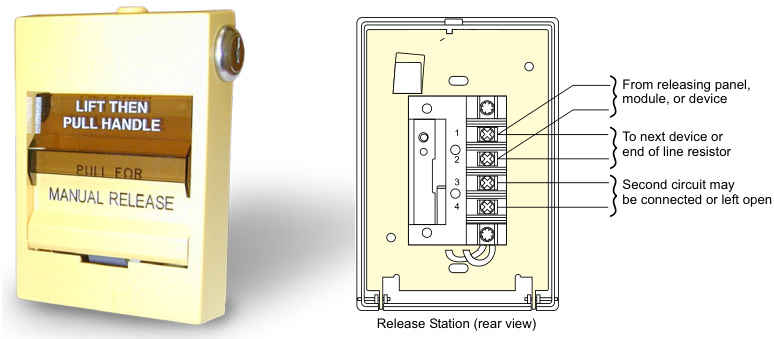 LIFT THEN
PULL HANDLE
PULL FOR
MANUAL RELEASE
1
2
3
4
From releasing panel,
module, or device
To next device or
end of line resistor
Second circuit may
be connected or left open
Release Station (rear view)